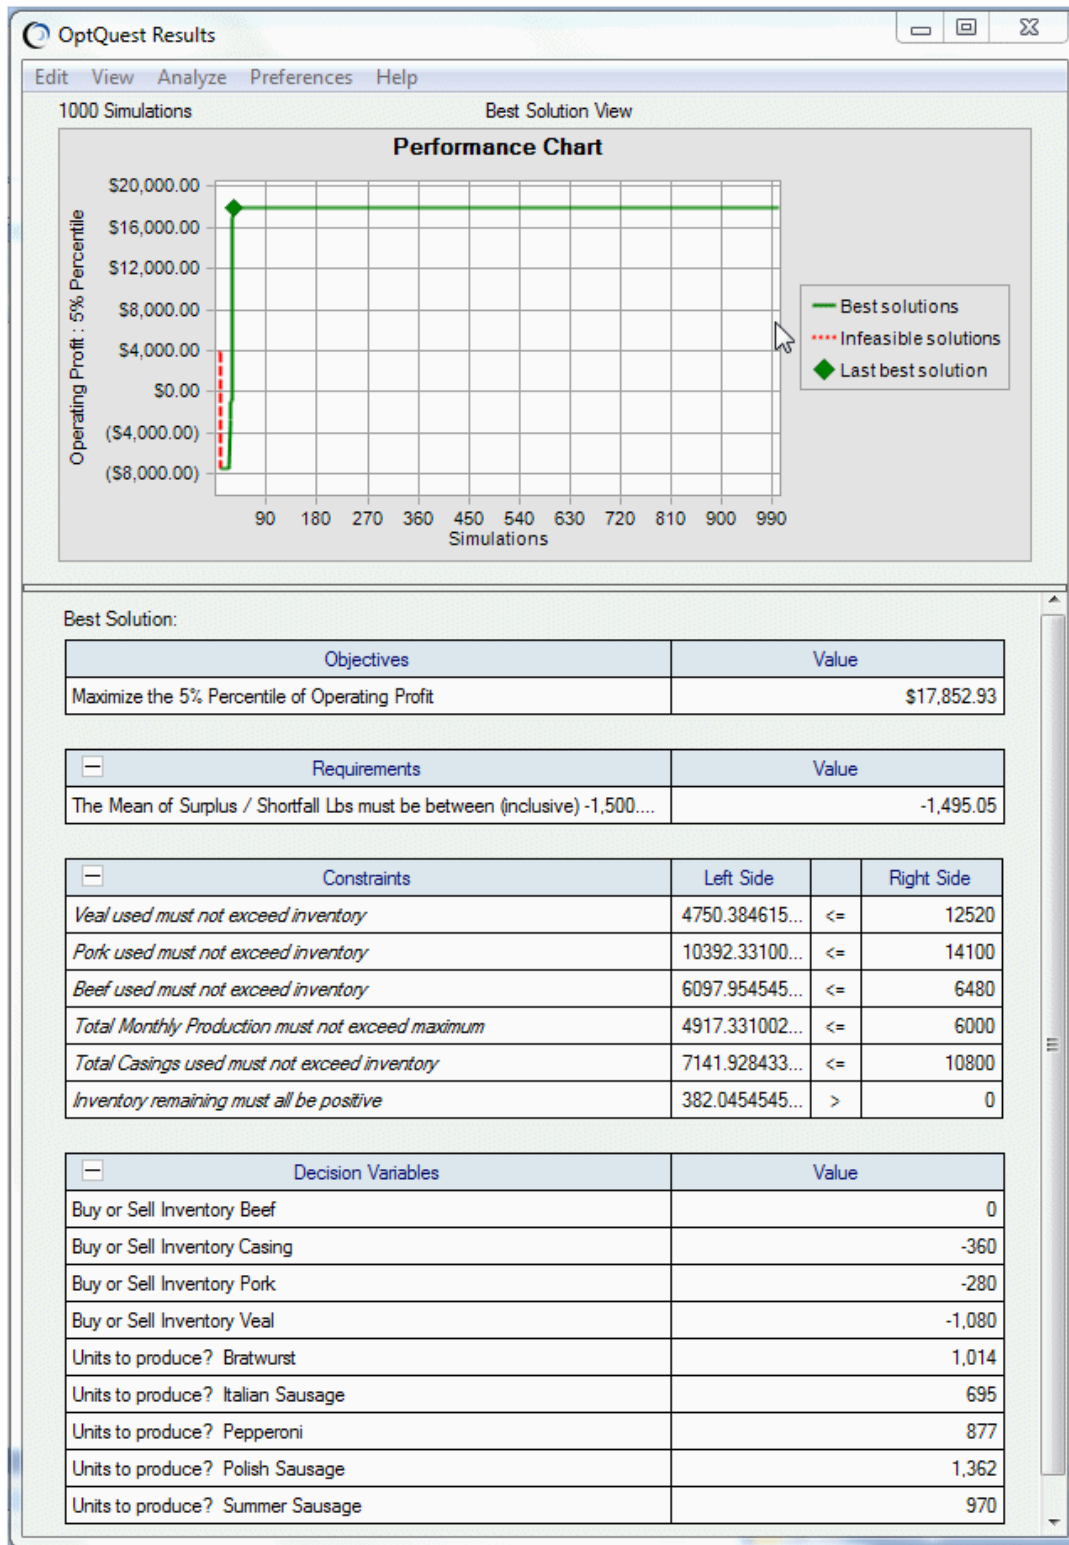 OptQuest Results
Edit View Analyze Preferences Help
1000 Simulations Best Solution View
Performance Chart
Operating Profit : 5% Percentile
$20,000.00
$16,000.00
$12,000.00
$8,000.00
$4,000.00
$0.00
($4,000.00)
($8,000.00)
90 180 270 360 450 540 630 720 810 900 990
Simulations
Best solutions
Infeasible solutions
Last best solution
Best Solution:
Objectives Value
Maximize the 5% Percentile of Operating Profit $17,852.93
Requirements Value
The Mean of Surplus / Shortfall Lbs must be between (inclusive) -1,500.... -1,495.05
Constraints Left Side Right Side
Veal used must not exceed inventory 4750.384615... <= 12520
Pork used must not exceed inventory 10392.33100... <= 14100
Beef used must not exceed inventory 6097.954545... <= 6480
Total Monthly Production must not exceed maximum 4917.331002... <= 6000
Total Casings used must not exceed inventory 7141.928433... <= 10800
Inventory remaining must all be positive 382.0454545... > 0
Decision Variables Value
Buy or Sell Inventory Beef 0
Buy or Sell Inventory Casing -360
Buy or Sell Inventory Pork -280
Buy or Sell Inventory Veal -1,080
Units to produce? Bratwurst 1,014
Units to produce? Italian Sausage 695
Units to produce? Pepperoni 877
Units to produce? Polish Sausage 1,362
Units to produce? Summer Sausage 970